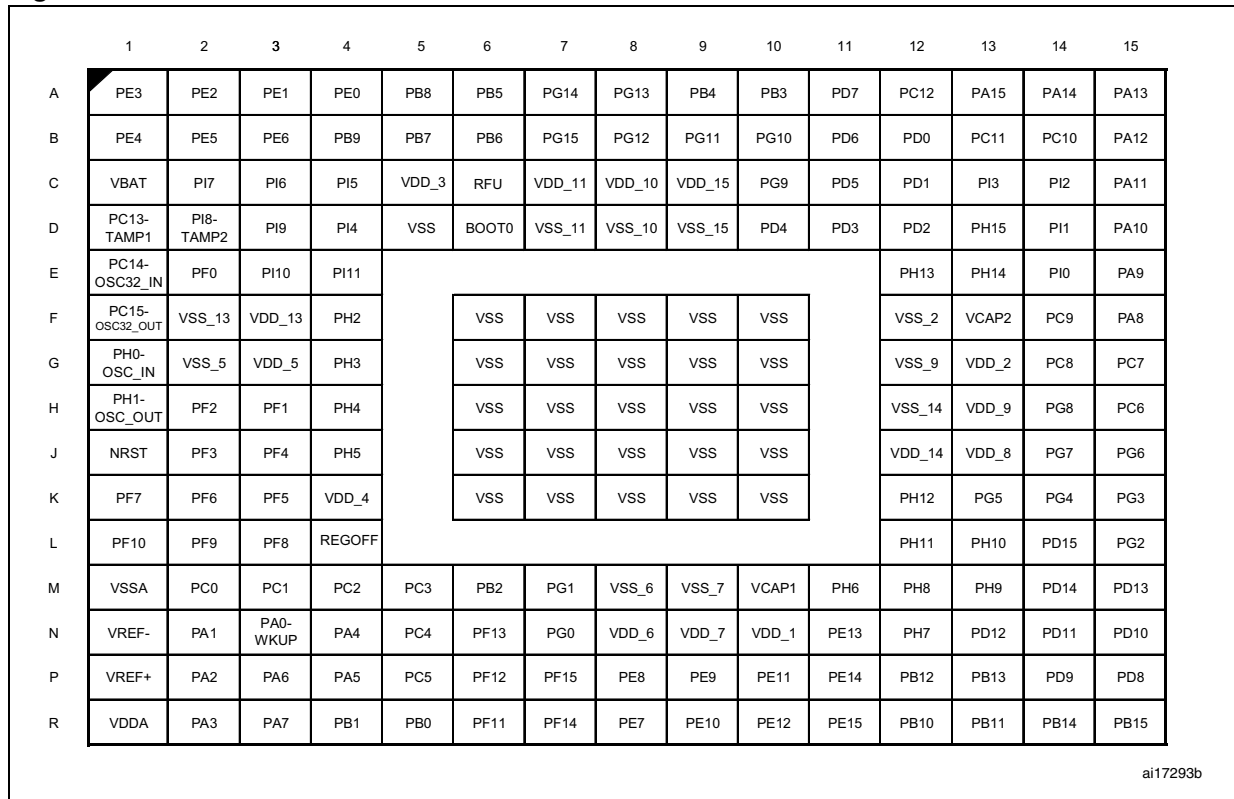 1 2 3 4 5 6 7 8 9 10 11 12 13 14 15
A PE3 PE2 PE1 PE0 PB8 PB5 PG14 PG13 PB4 PB3 PD7 PC12 PA15 PA14 PA13
B PE4 PE5 PE6 PB9 PB7 PB6 PG15 PG12 PG11 PG10 PD6 PD0 PC11 PC10 PA12
C VBAT PI7 PI6 PI5 VDD_3 RFU VDD_11 VDD_10 VDD_15 PG9 PD5 PD1 PI3 PI2 PA11
D PC13-TAMP1 PI8-TAMP2 PI9 PI4 VSS BOOT0 VSS_11 VSS_10 VSS_15 PD4 PD3 PD2 PH15 PI1 PA10
E PC14-OSC32_IN PF0 PI10 PI11 PH13 PH14 PI0 PA9
F PC15-OSC32_OUT VSS_13 VDD_13 PH2 VSS VSS VSS VSS VSS VSS_2 VCAP2 PC9 PA8
G PH0-OSC_IN VSS_5 VDD_5 PH3 VSS VSS VSS VSS VSS VSS_9 VDD_2 PC8 PC7
H PH1-OSC_OUT PF2 PF1 PH4 VSS VSS VSS VSS VSS VSS_14 VDD_9 PG8 PC6
J NRST PF3 PF4 PH5 VSS VSS VSS VSS VSS VDD_14 VDD_8 PG7 PG6
K PF7 PF6 PF5 VDD_4 VSS VSS VSS VSS VSS PH12 PG5 PG4 PG3
L PF10 PF9 PF8 REGOFF PH11 PH10 PD15 PG2
M VSSA PC0 PC1 PC2 PC3 PB2 PG1 VSS_6 VSS_7 VCAP1 PH6 PH8 PH9 PD14 PD13
N VREF- PA1 PA0-WKUP PA4 PC4 PF13 PG0 VDD_6 VDD_7 VDD_1 PE13 PH7 PD12 PD11 PD10
P VREF+ PA2 PA6 PA5 PC5 PF12 PF15 PE8 PE9 PE11 PE14 PB12 PB13 PD9 PD8
R VDDA PA3 PA7 PB1 PB0 PF11 PF14 PE7 PE10 PE12 PE15 PB10 PB11 PB14 PB15
ai17293b